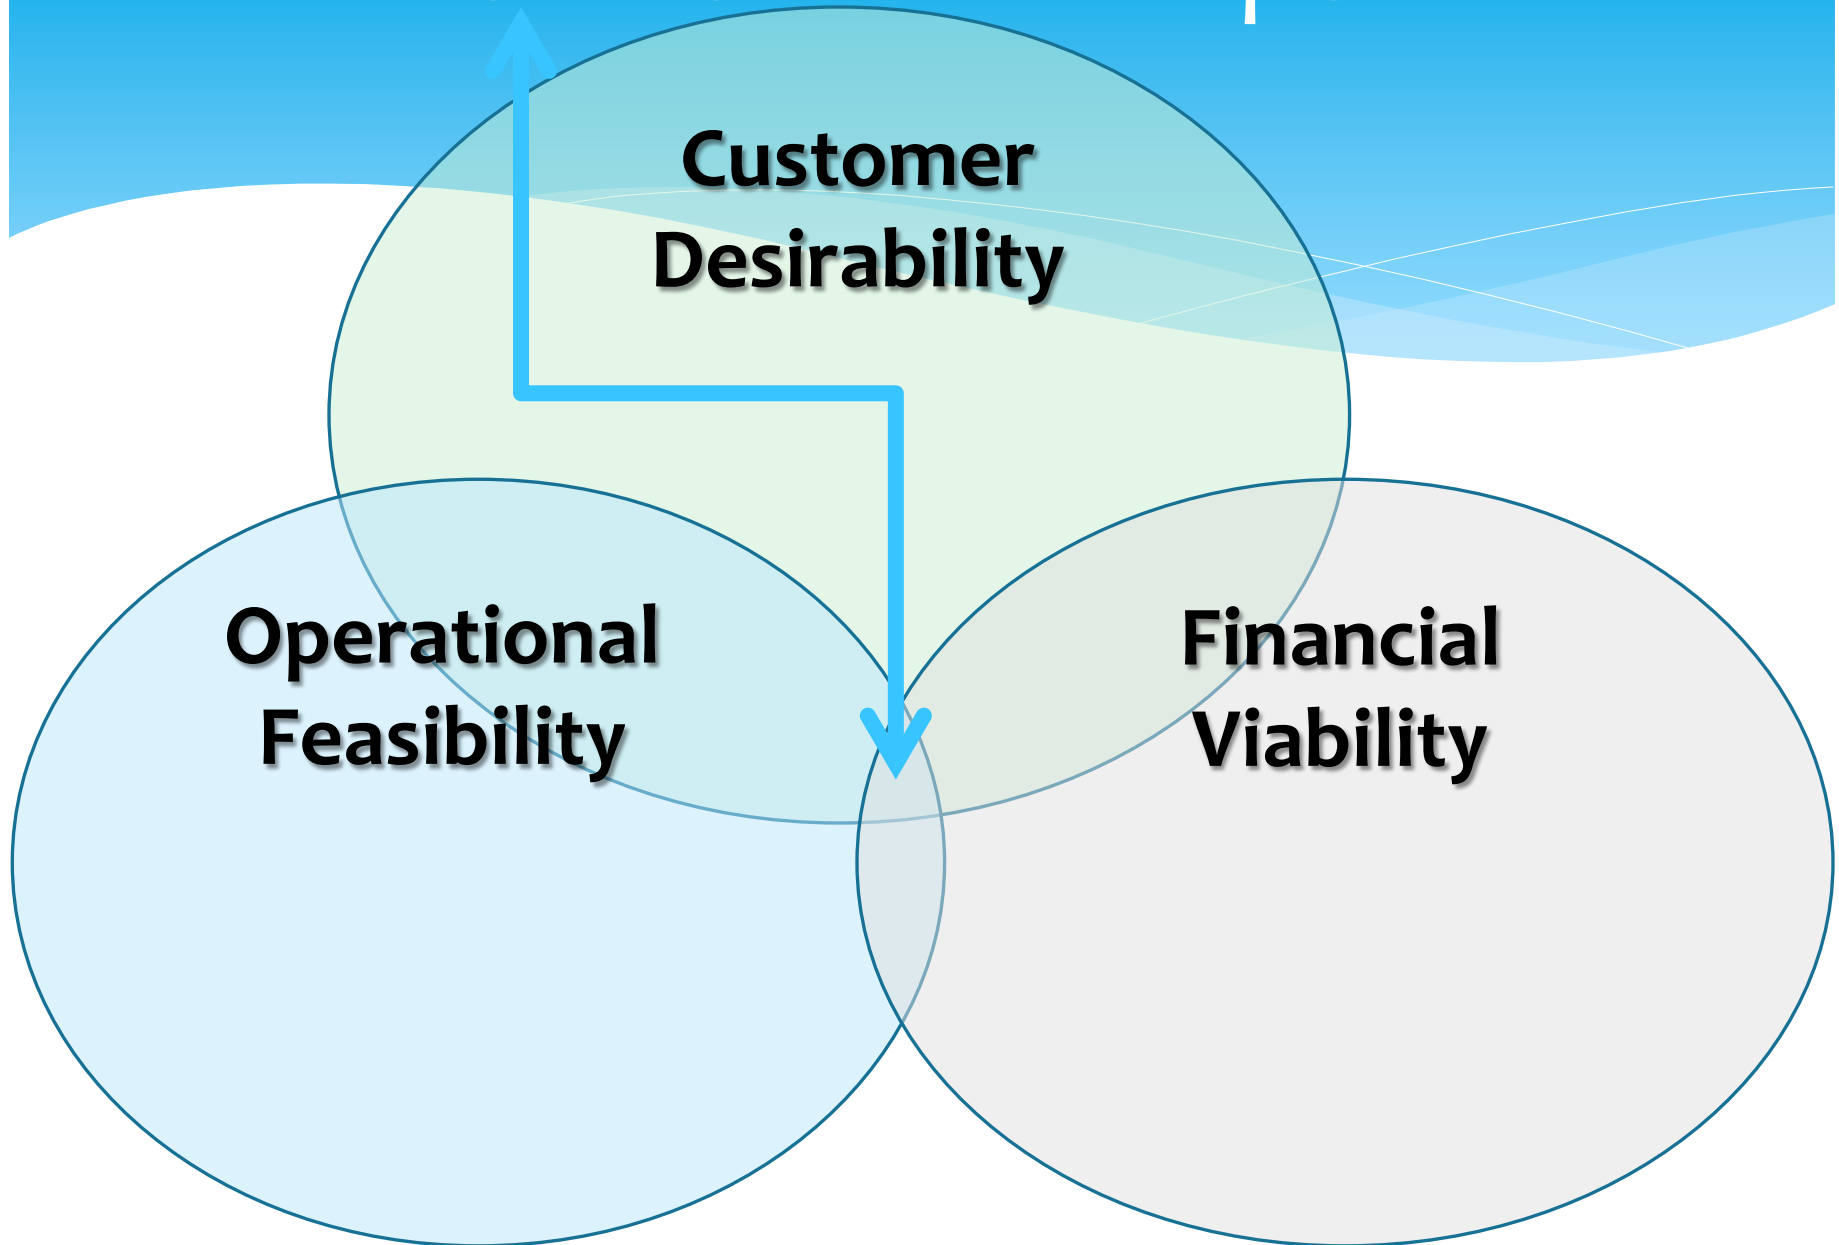 Customer
Desirability
Operational
Feasibility
Financial
Viability